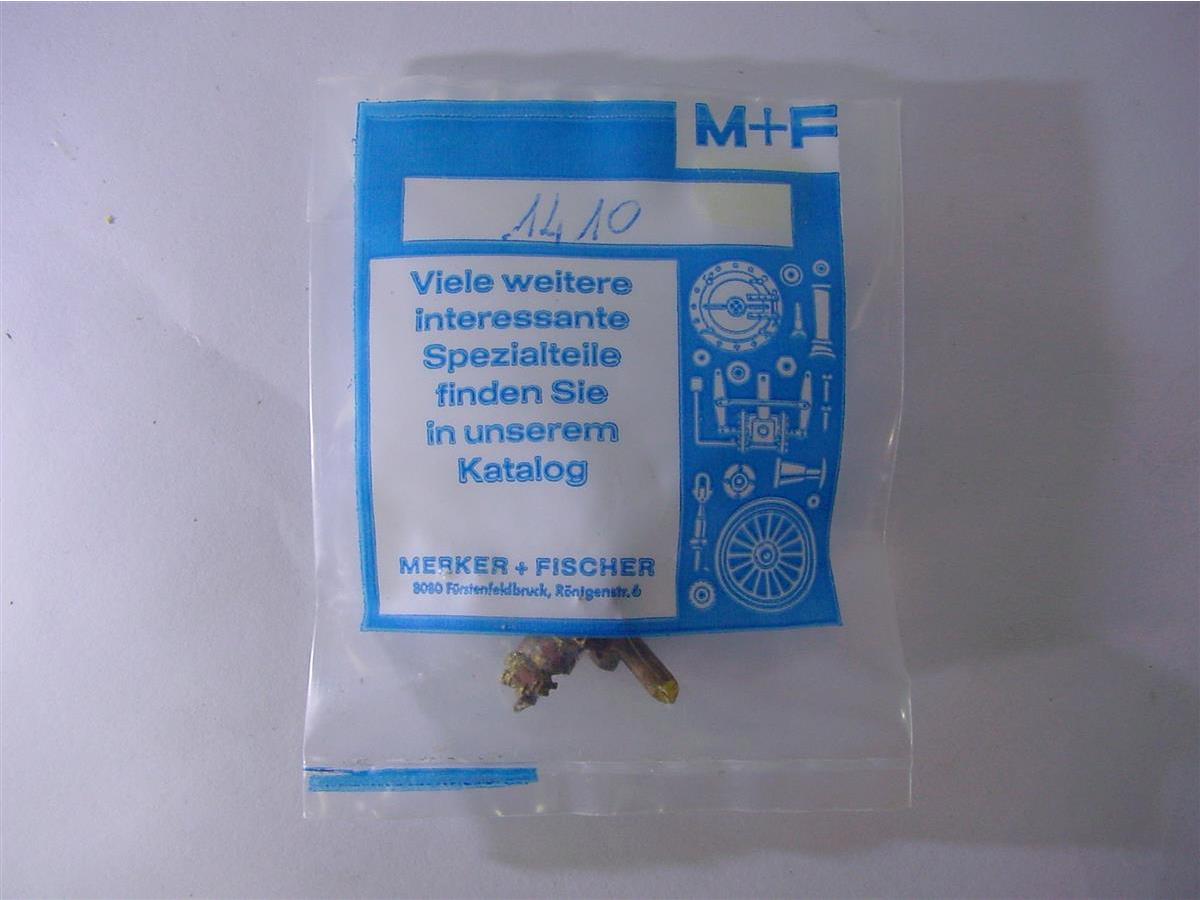 M+F
1410
Viele weitere
interessante
Spezialteile
finden Sie
in unserem
Katalog
MERKER + FISCHER
8080 Fürstenfeldbruck, Röntgenstr. 6